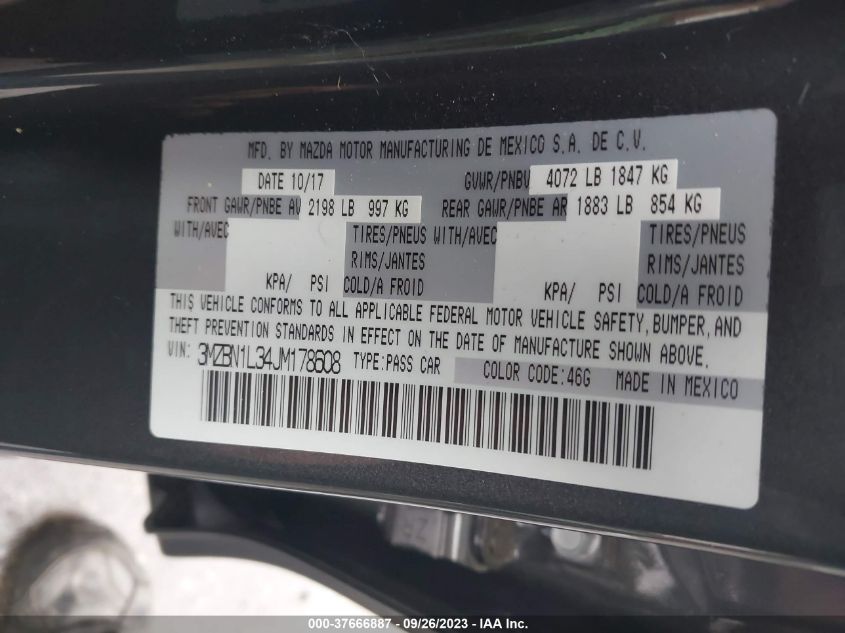 MFD. BY MAZDA MOTOR MANUFACTURING DE MEXICO S.A. DE C.V.
DATE 10/17 GVWR/PNBV 4072 LB 1847 KG
FRONT GAWR/PNBE AV 2198 LB 997 KG REAR GAWR/PNBE AR 1883 LB 854 KG
WITH/AVEC TIRES/PNEUS WITH/AVEC TIRES/PNEUS
RIMS/JANTES RIMS/JANTES
KPA/ PSI COLD/A FROID KPA/ PSI COLD/A FROID
THIS VEHICLE CONFORMS TO ALL APPLICABLE FEDERAL MOTOR VEHICLE SAFETY, BUMPER, AND
THEFT PREVENTION STANDARDS IN EFFECT ON THE DATE OF MANUFACTURE SHOWN ABOVE.
VIN: 3MZBN1L34JM178608 TYPE:PASS CAR COLOR CODE:46G MADE IN MEXICO
000-37666887 - 09/26/2023 - IAA Inc.